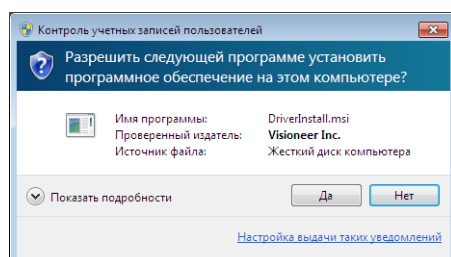 Контроль учетных записей пользователей
Разрешить следующей программе установить
программное обеспечение на этом компьютере?
Имя программы: DriverInstall.msi
Проверенный издатель: Visioneer Inc.
Источник файла: Жесткий диск компьютера
Показать подробности Да Нет
Настройка выдачи таких уведомлений